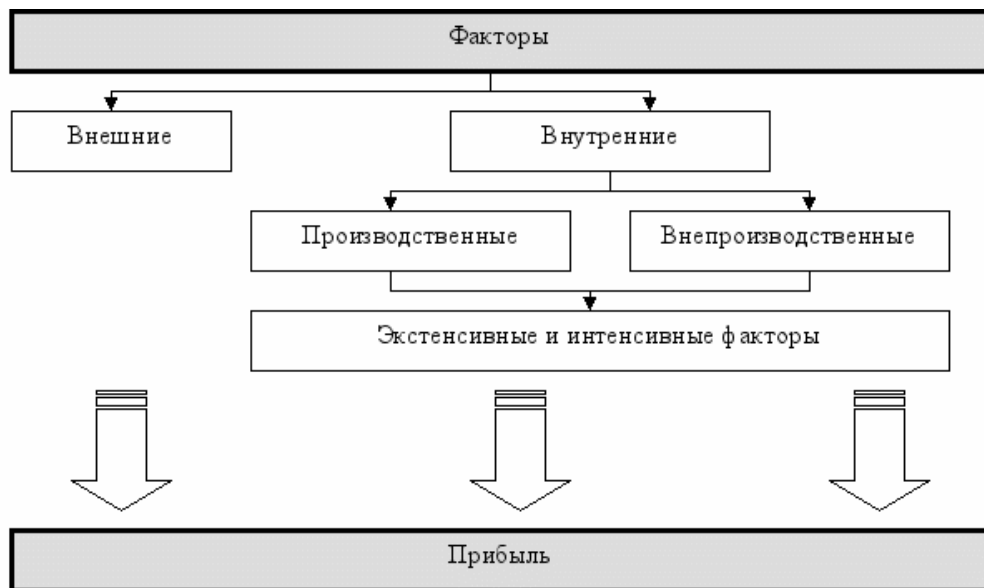 Факторы
Внешние
Внутренние
Производственные
Внепроизводственные
Экстенсивные и интенсивные факторы
Прибыль